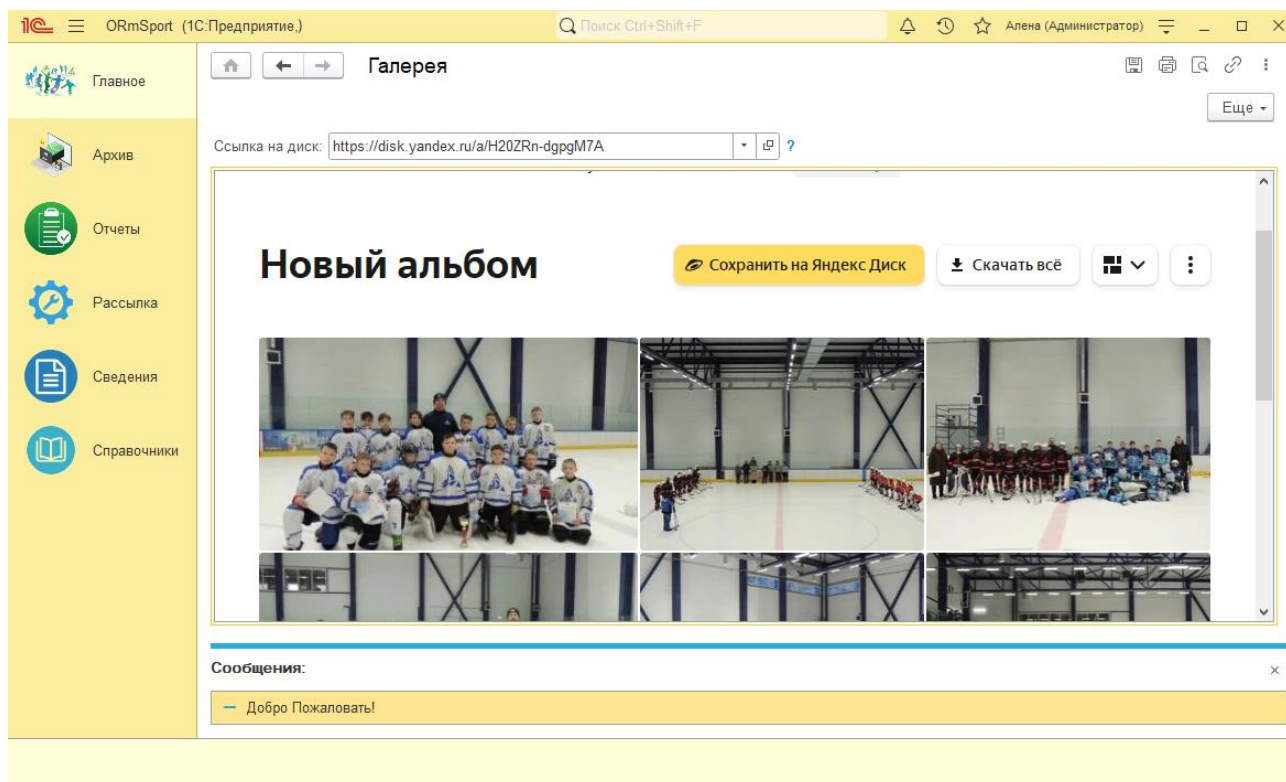 1С ORmSport (1С:Предприятие,) Поиск Ctrl+Shift+F Алена (Администратор)
Главное
Архив
Отчеты
Рассылка
Сведения
Справочники
Галерея
Еще
Ссылка на диск: https://disk.yandex.ru/a/H20ZRn-dgpgM7A ?
Новый альбом Сохранить на Яндекс Диск Скачать всё
Сообщения:
Добро Пожаловать!